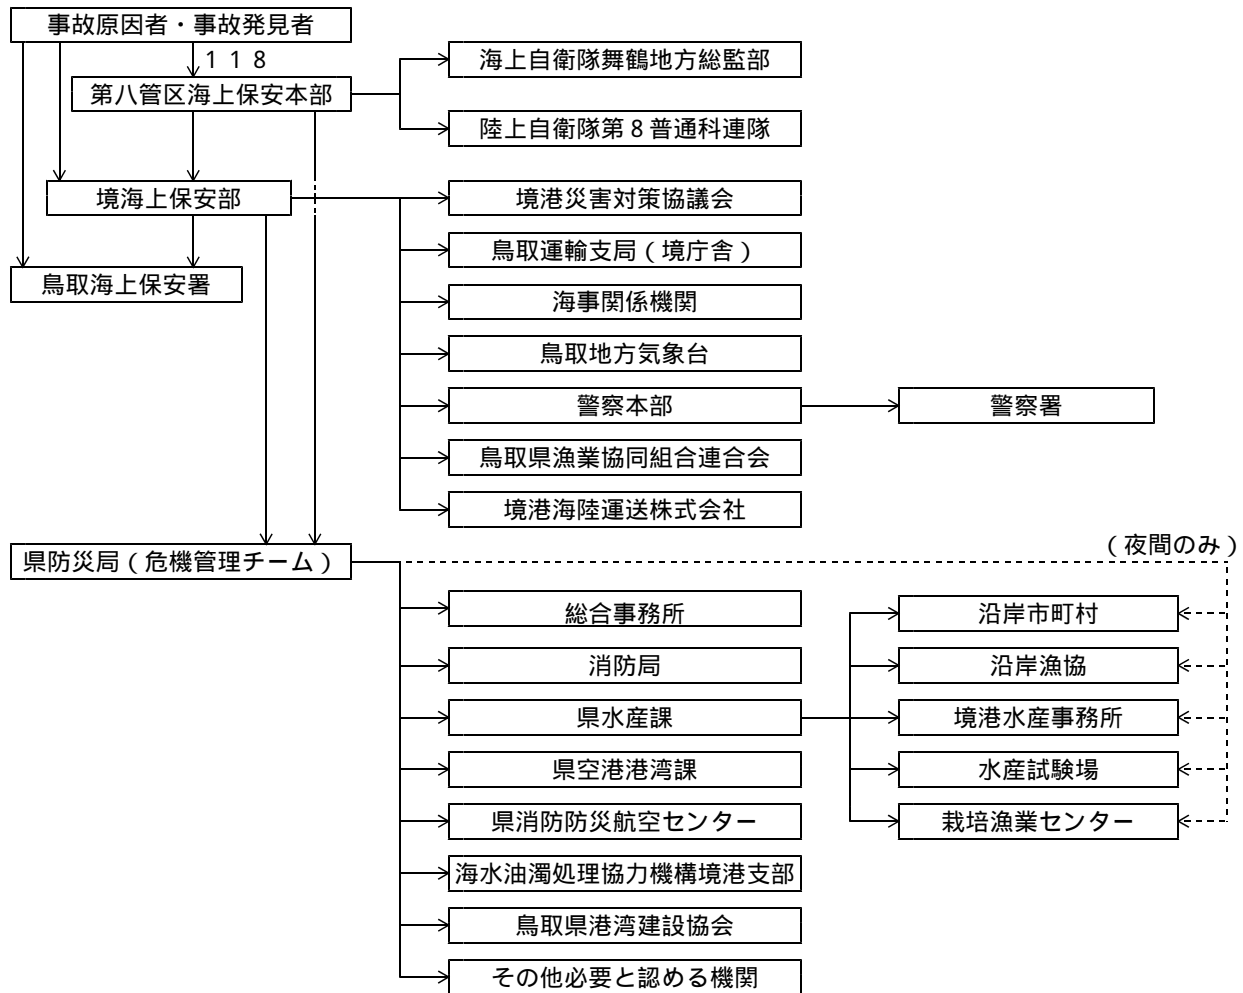 事故原因者・事故発見者
１１８
第八管区海上保安本部
海上自衛隊舞鶴地方総監部
陸上自衛隊第８普通科連隊
境海上保安部
境港災害対策協議会
鳥取運輸支局（境庁舎）
鳥取海上保安署
海事関係機関
鳥取地方気象台
警察本部
警察署
鳥取県漁業協同組合連合会
境港海陸運送株式会社
県防災局（危機管理チーム）
（夜間のみ）
総合事務所
沿岸市町村
消防局
沿岸漁協
県水産課
境港水産事務所
県空港港湾課
水産試験場
県消防防災航空センター
栽培漁業センター
海水油濁処理協力機構境港支部
鳥取県港湾建設協会
その他必要と認める機関